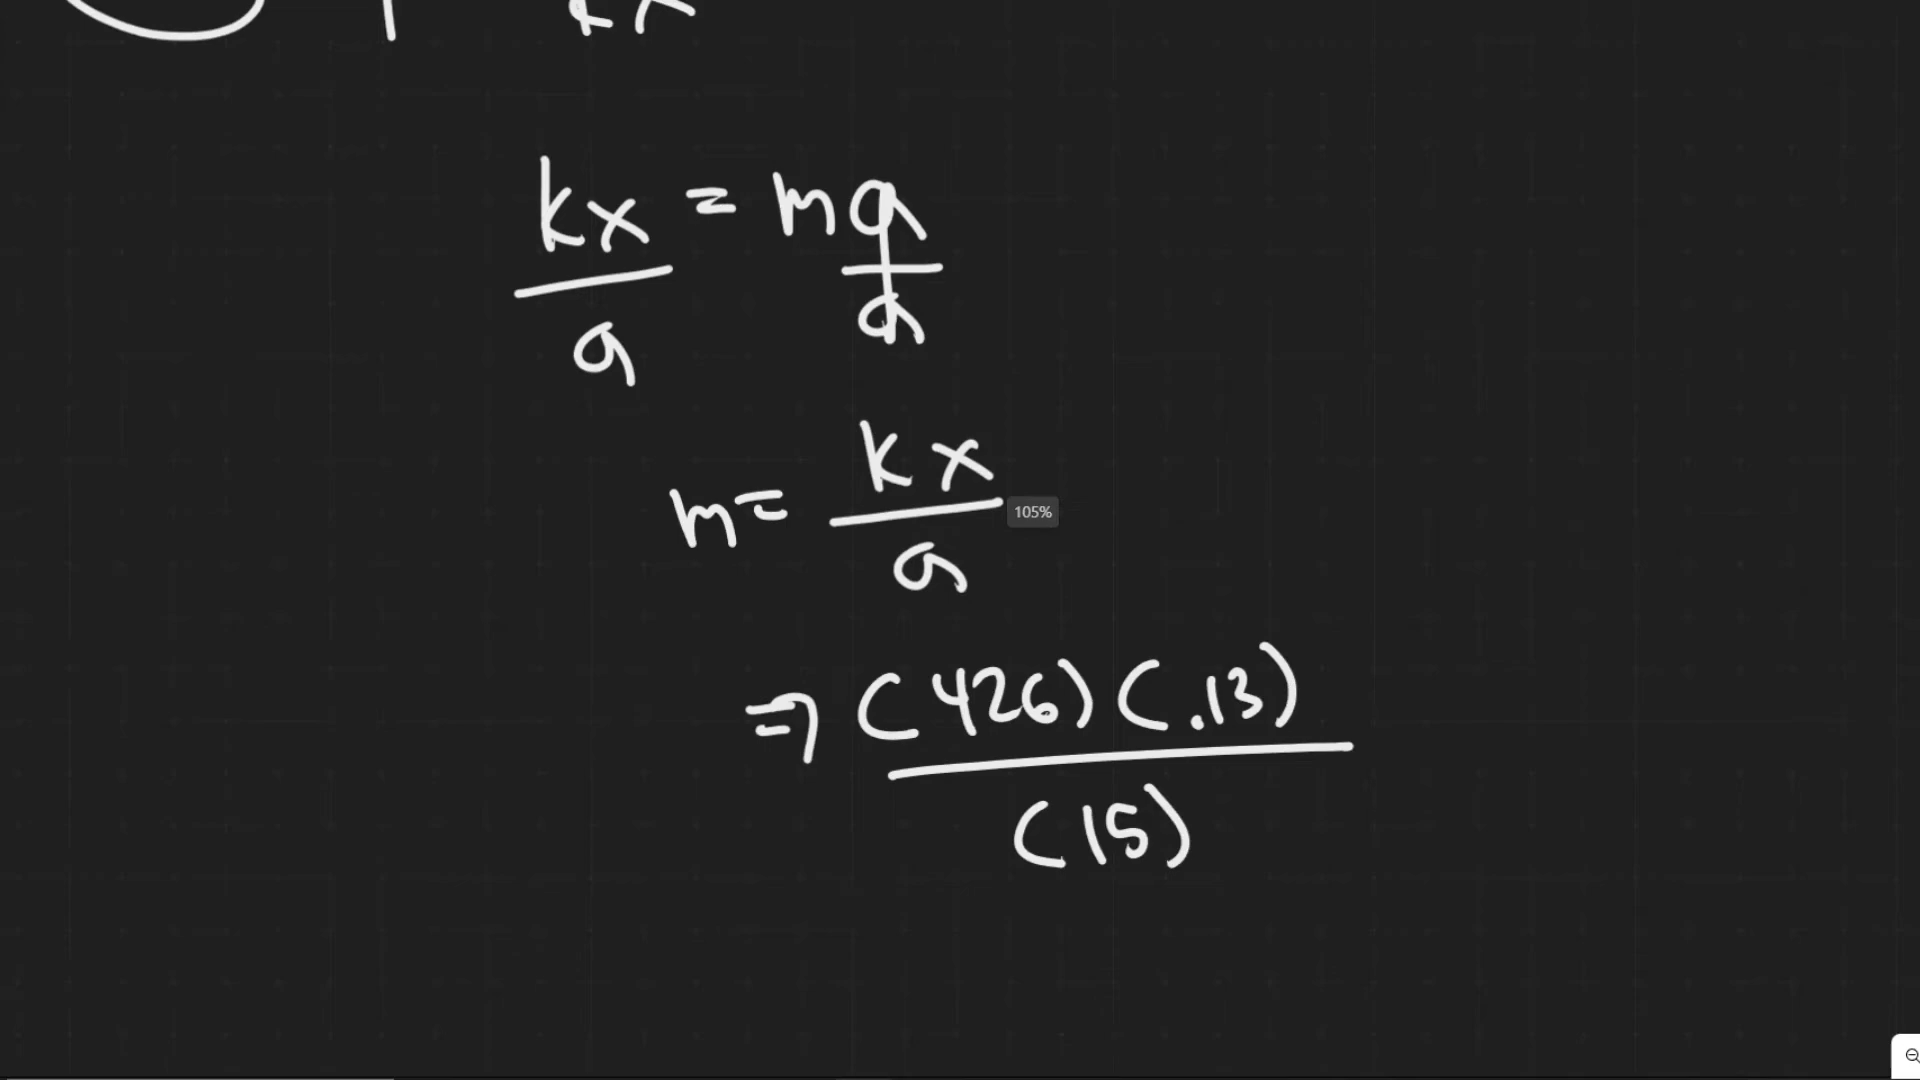 kx = ma
a a
m = kx
105%
a
⇒ (426)(.13)
(15)